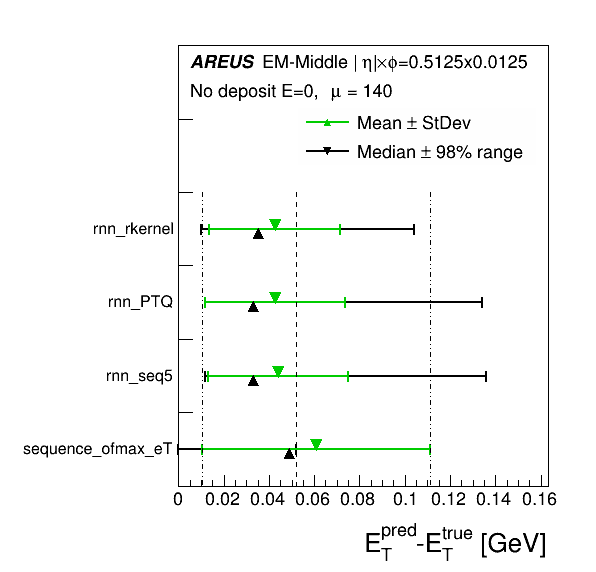 AREUS EM-Middle |η|×ϕ=0.5125x0.0125
No deposit E=0, μ = 140
Mean ± StDev
Median ± 98% range
rnn_rkernel
rnn_PTQ
rnn_seq5
sequence_ofmax_eT
0 0.02 0.04 0.06 0.08 0.1 0.12 0.14 0.16
E_T^pred-E_T^true [GeV]